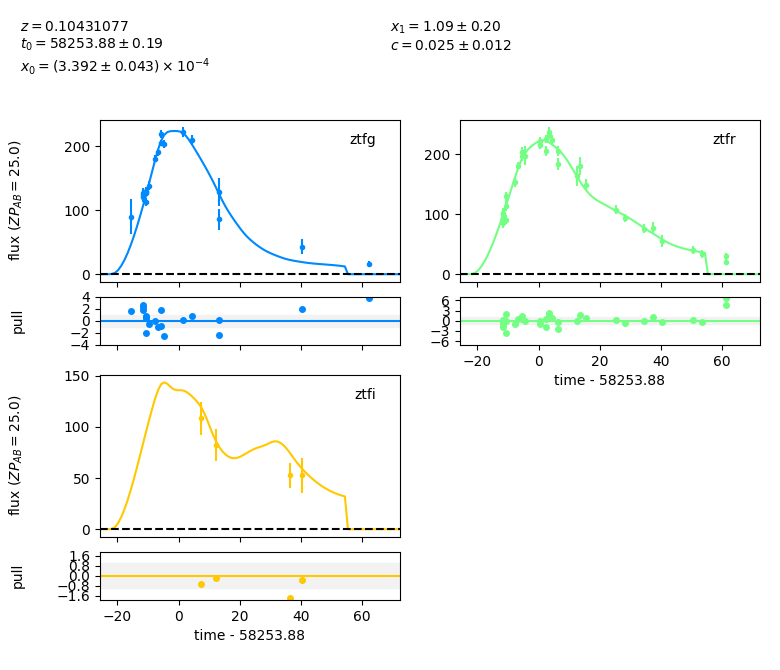 z = 0.10431077
t₀ = 58253.88 ± 0.19
x₀ = (3.392 ± 0.043) × 10⁻⁴
x₁ = 1.09 ± 0.20
c = 0.025 ± 0.012
flux (ZP_AB = 25.0)
ztfg
200
100
0
pull
4
2
0
−2
−4
ztfr
200
100
0
6
3
0
−3
−6
−20 0 20 40 60
time - 58253.88
flux (ZP_AB = 25.0)
ztfi
150
100
50
0
pull
1.6
0.8
0.0
−0.8
−1.6
−20 0 20 40 60
time - 58253.88